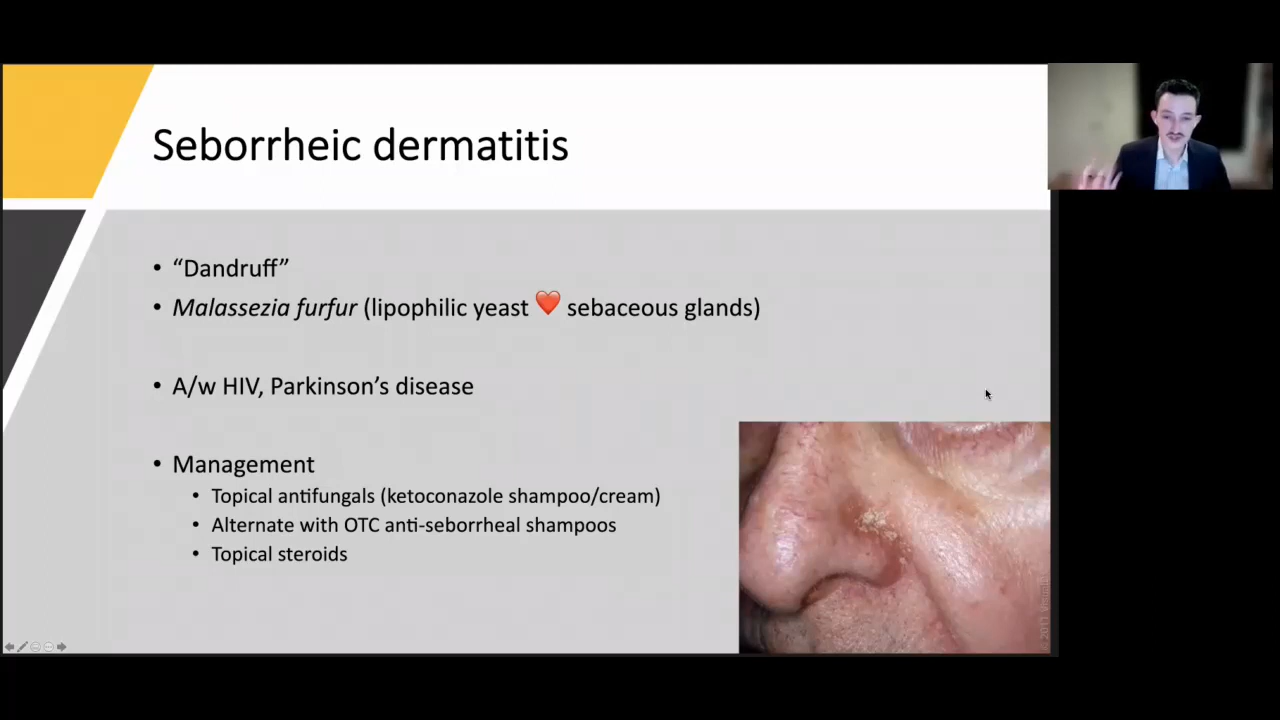 Seborrheic dermatitis
• “Dandruff”
• Malassezia furfur (lipophilic yeast ❤️ sebaceous glands)
• A/w HIV, Parkinson’s disease
• Management
• Topical antifungals (ketoconazole shampoo/cream)
• Alternate with OTC anti-seborrheal shampoos
• Topical steroids
© 2011